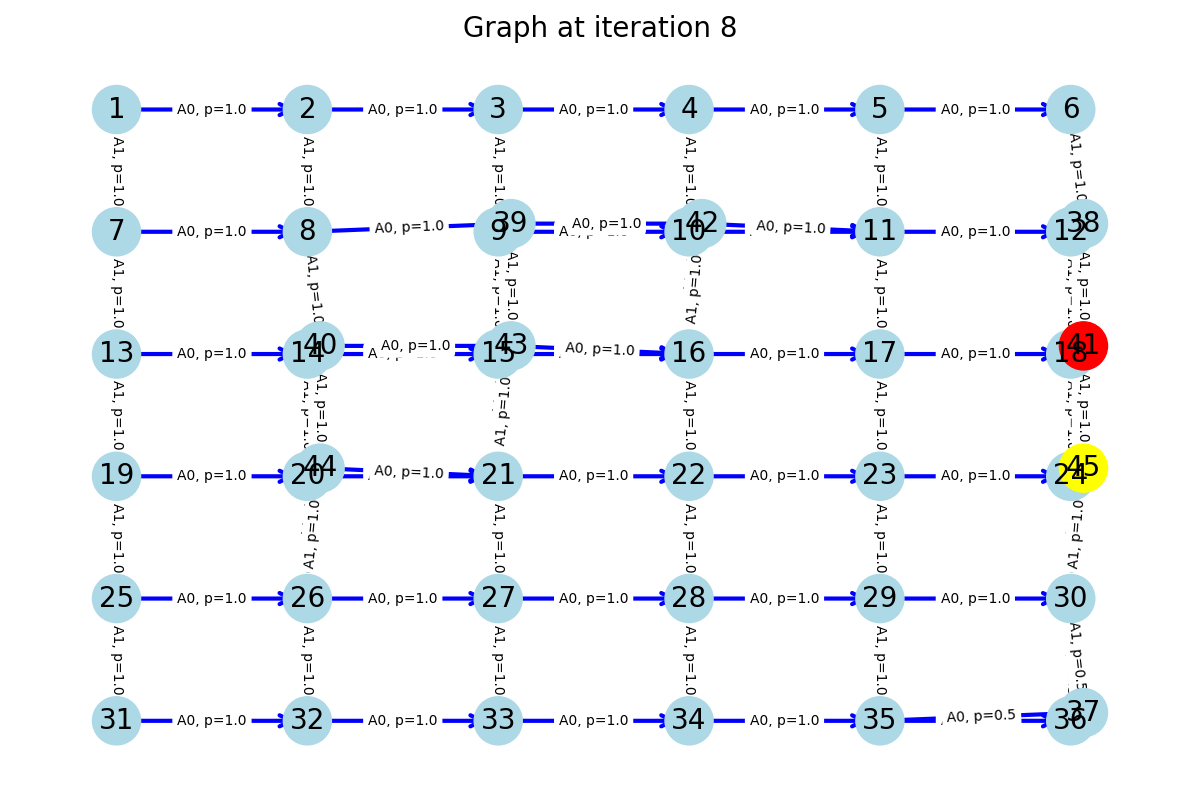 Graph at iteration 8
1 A0, p=1.0 2 A0, p=1.0 3 A0, p=1.0 4 A0, p=1.0 5 A0, p=1.0 6
A1, p=1.0 A1, p=1.0 A1, p=1.0 A1, p=1.0 A1, p=1.0 A1, p=1.0
39 A0, p=1.0 42 38
7 A0, p=1.0 8 A0, p=1.0 9 10 A0, p=1.0 11 A0, p=1.0 12
A1, p=1.0 A1, p=1.0 A1, p=1.0 A1, p=1.0 A1, p=1.0 A1, p=1.0
40 A0, p=1.0 43 41
13 A0, p=1.0 14 15 A0, p=1.0 16 A0, p=1.0 17 A0, p=1.0 18
A1, p=1.0 A1, p=1.0 A1, p=1.0 A1, p=1.0 A1, p=1.0 A1, p=1.0
44 45
19 A0, p=1.0 20 A0, p=1.0 21 A0, p=1.0 22 A0, p=1.0 23 A0, p=1.0 24
A1, p=1.0 A1, p=1.0 A1, p=1.0 A1, p=1.0 A1, p=1.0 A1, p=1.0
25 A0, p=1.0 26 A0, p=1.0 27 A0, p=1.0 28 A0, p=1.0 29 A0, p=1.0 30
A1, p=1.0 A1, p=1.0 A1, p=1.0 A1, p=1.0 A1, p=1.0 A1, p=0.5
37
31 A0, p=1.0 32 A0, p=1.0 33 A0, p=1.0 34 A0, p=1.0 35 A0, p=0.5 36